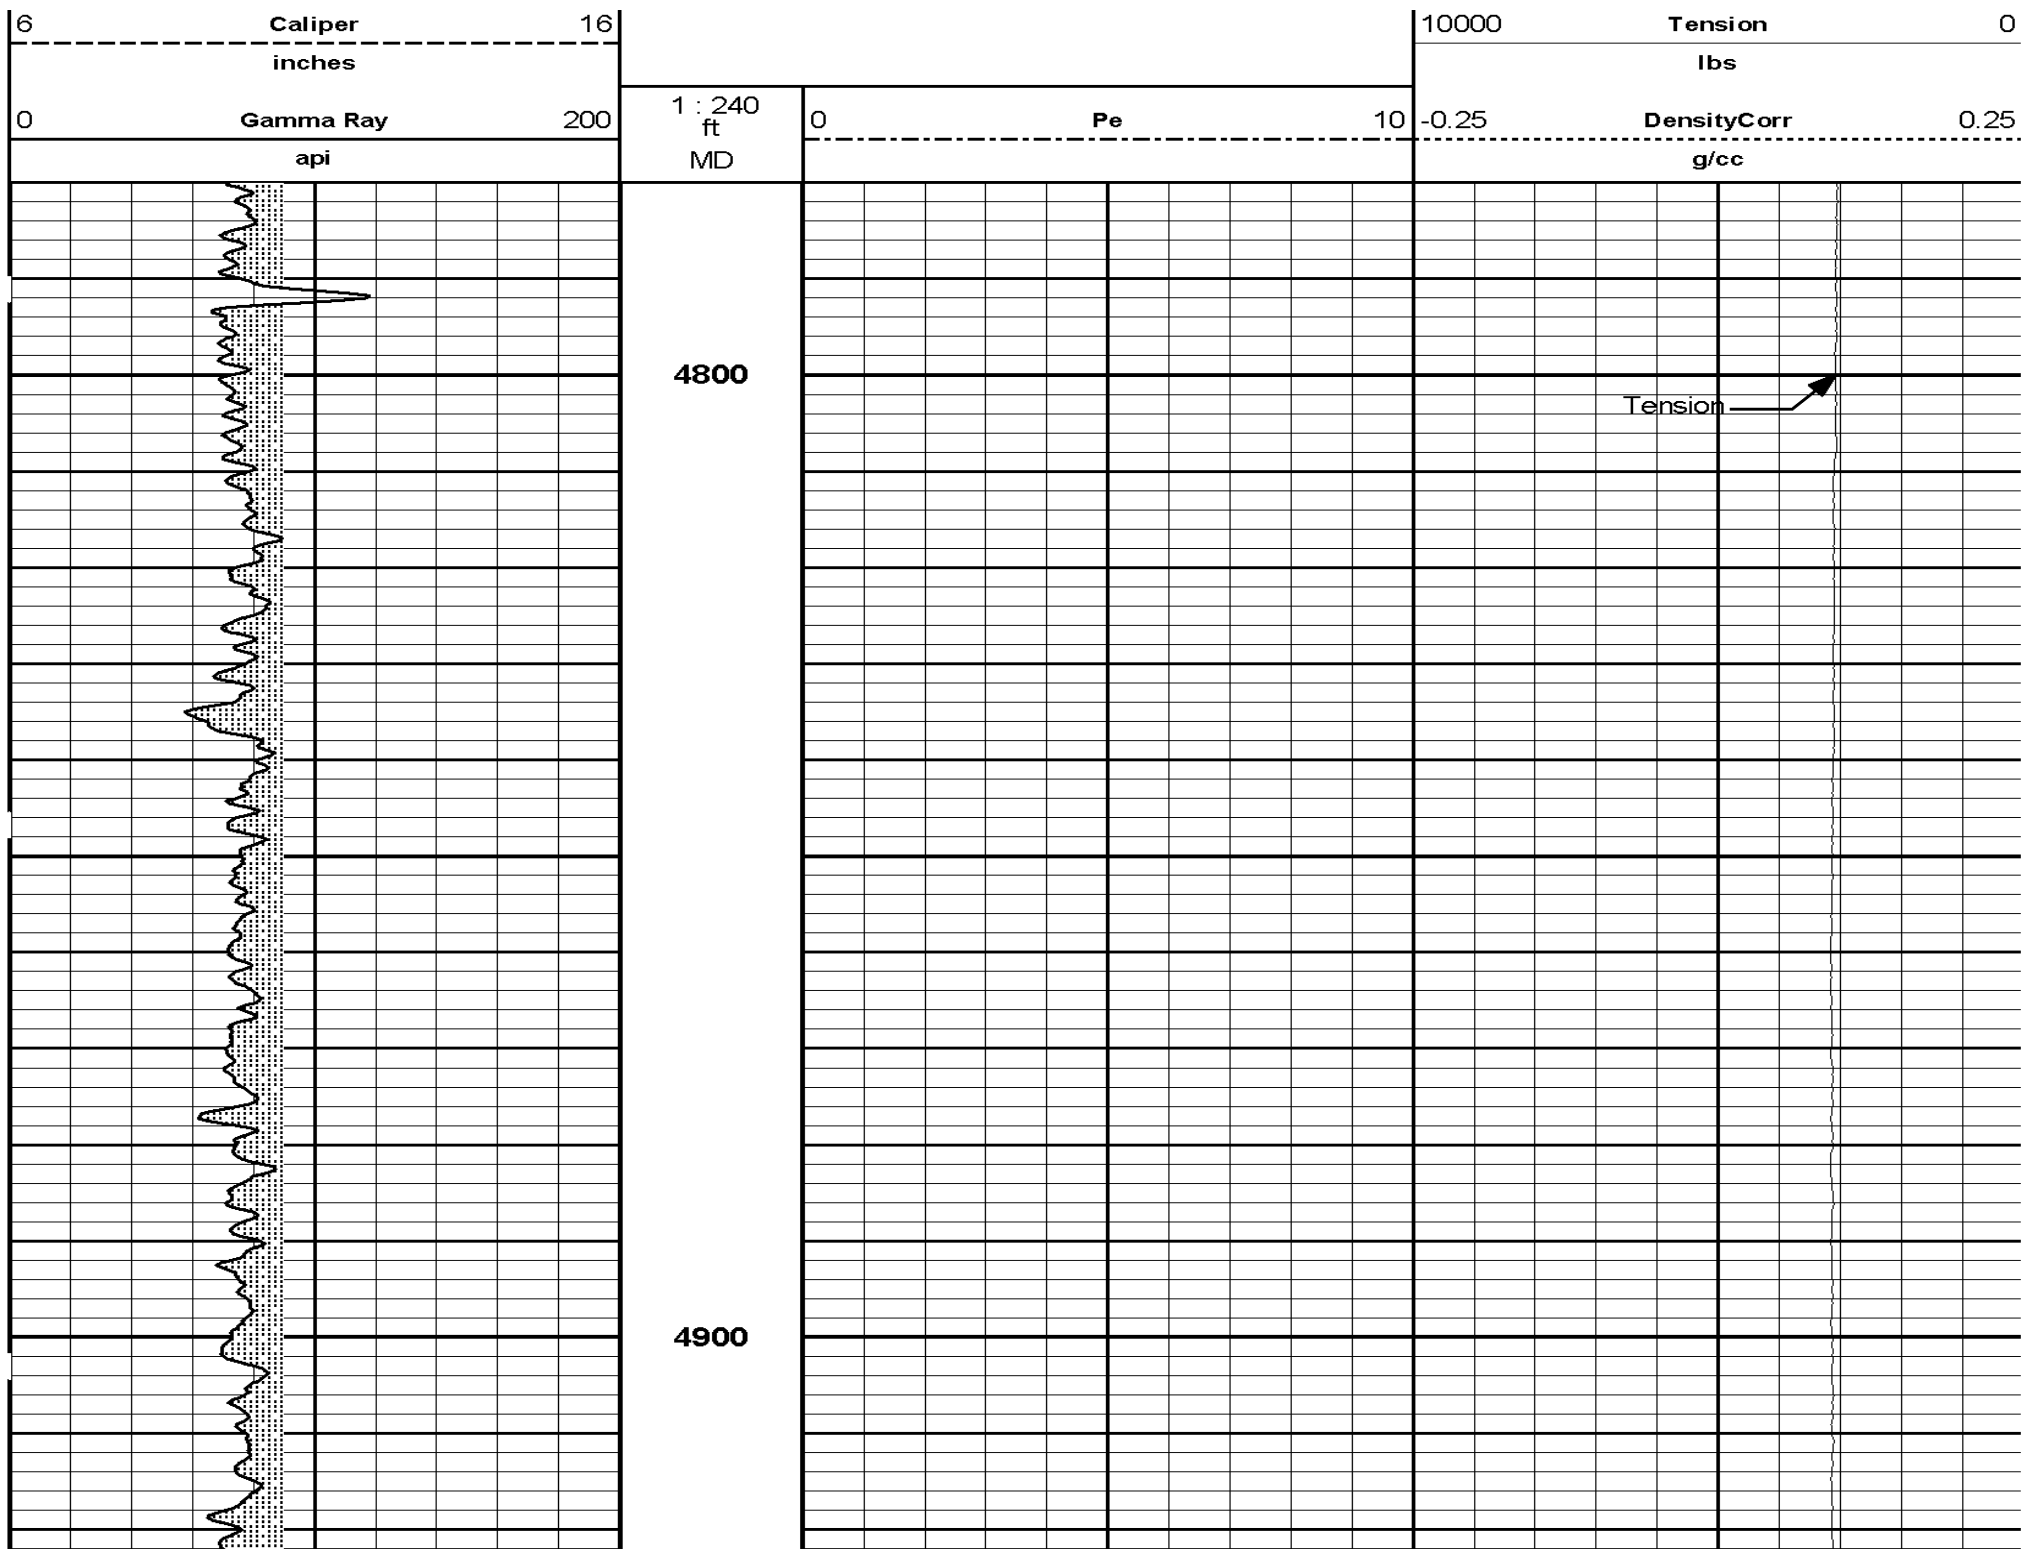 6 Caliper 16
inches
0 Gamma Ray 200
api
1 : 240
ft
MD
0 Pe 10
10000 Tension 0
lbs
-0.25 DensityCorr 0.25
g/cc
4800
Tension
4900